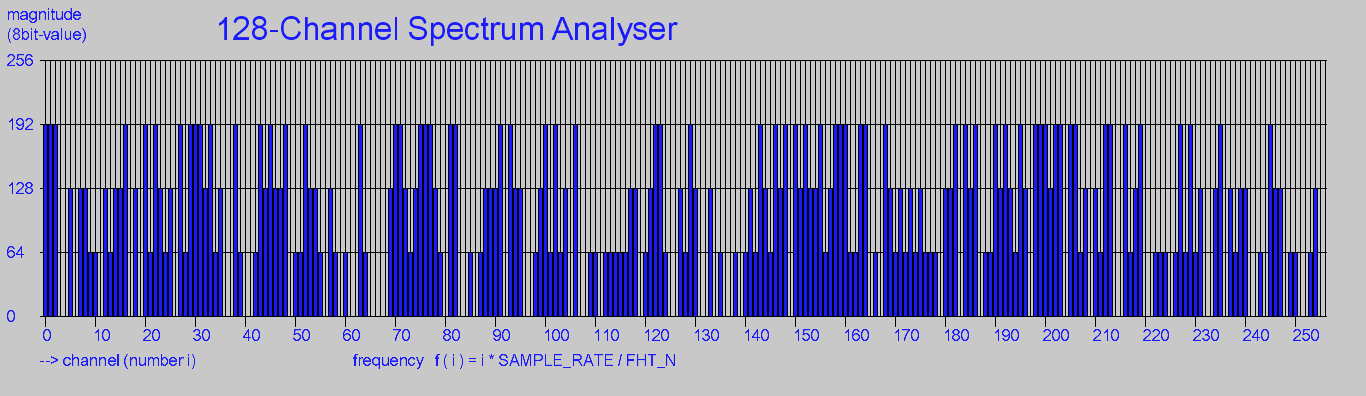 magnitude
(8bit-value)
128-Channel Spectrum Analyser
256
192
128
64
0
0 10 20 30 40 50 60 70 80 90 100 110 120 130 140 150 160 170 180 190 200 210 220 230 240 250
--> channel (number i) frequency f ( i ) = i * SAMPLE_RATE / FHT_N